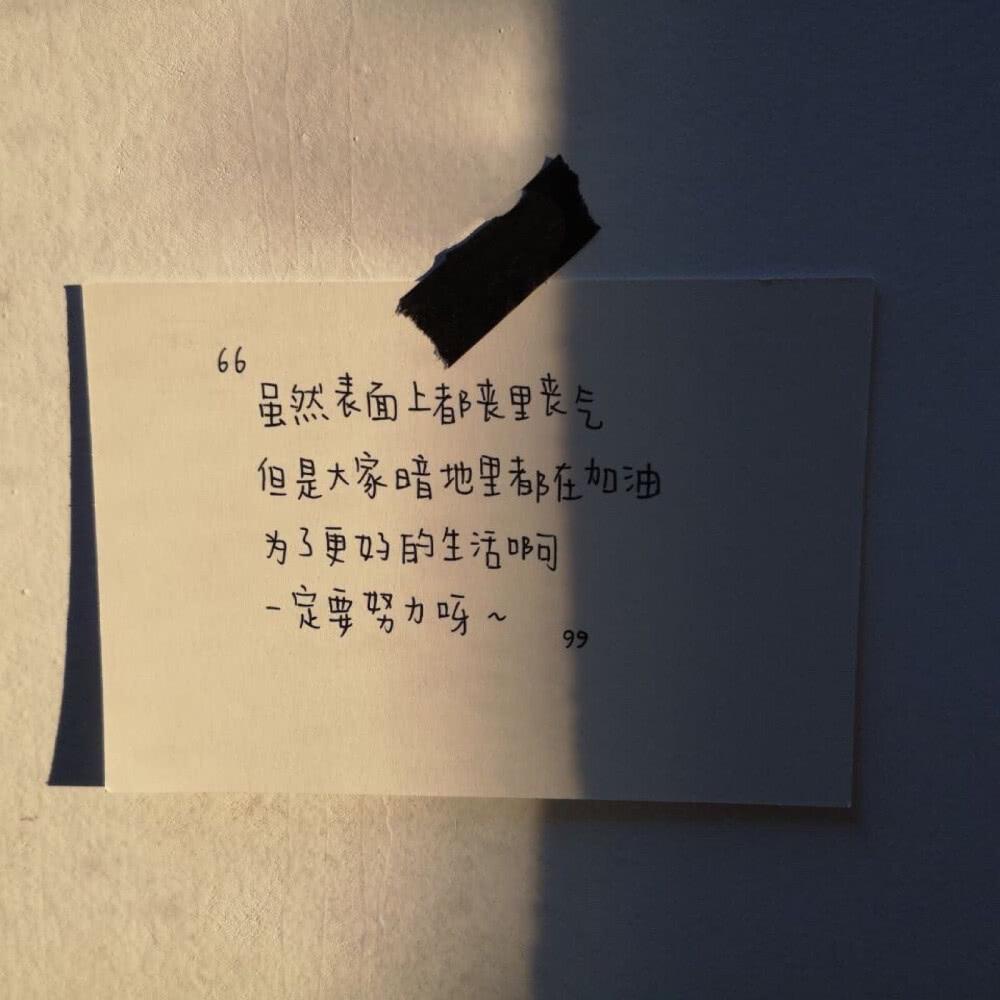 “
虽然表面上都丧里丧气
但是大家暗地里都在加油
为了更好的生活啊
一定要努力呀~
”